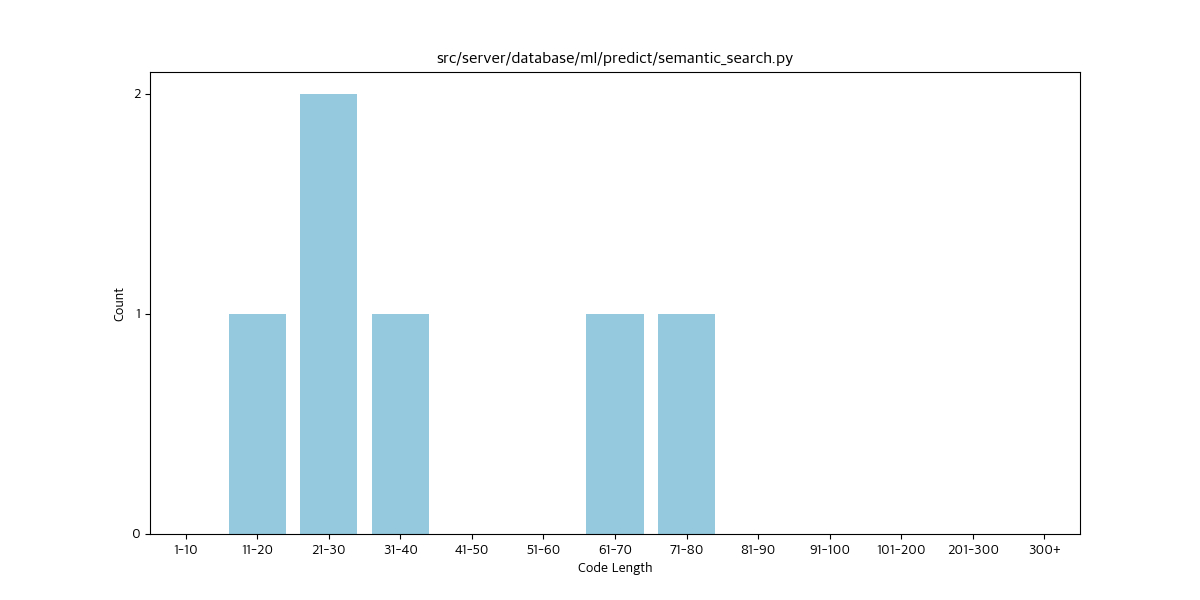 src/server/database/ml/predict/semantic_search.py
2
1
0
Count
1-10 11-20 21-30 31-40 41-50 51-60 61-70 71-80 81-90 91-100 101-200 201-300 300+
Code Length